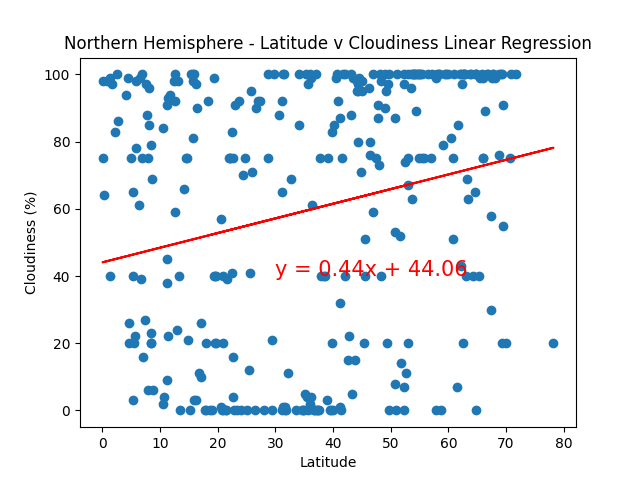 Northern Hemisphere - Latitude v Cloudiness Linear Regression
100
80
60
40
20
0
Cloudiness (%)
y = 0.44x + 44.06
0 10 20 30 40 50 60 70 80
Latitude